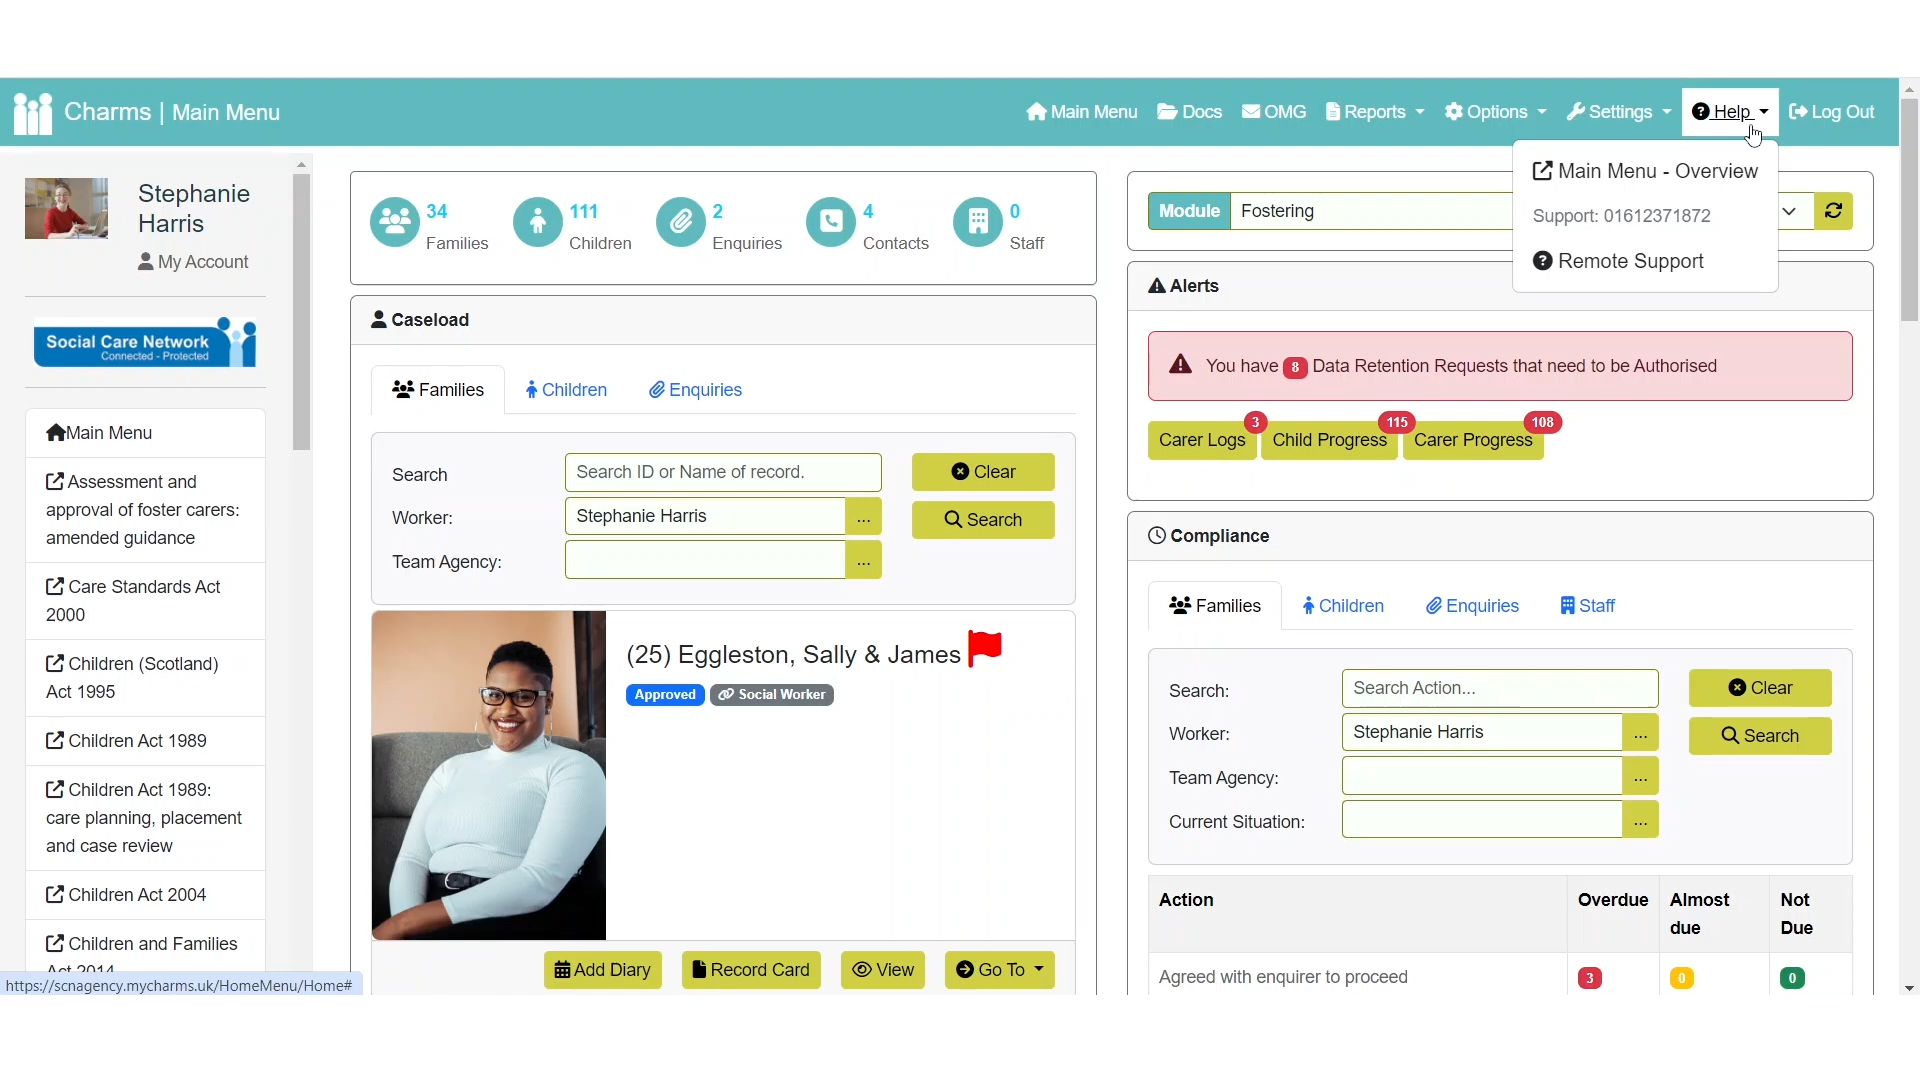 Charms | Main Menu
Main Menu
Docs
OMG
Reports
Options
Settings
Help
Log Out
Main Menu - Overview
Support: 01612371872
Remote Support
Stephanie
Harris
My Account
Social Care Network
Connected - Protected
Main Menu
Assessment and
approval of foster carers:
amended guidance
Care Standards Act
2000
Children (Scotland)
Act 1995
Children Act 1989
Children Act 1989:
care planning, placement
and case review
Children Act 2004
Children and Families
Act 2014
https://scnagency.mycharms.uk/HomeMenu/Home#
34
Families
111
Children
2
Enquiries
4
Contacts
0
Staff
Caseload
Families
Children
Enquiries
Search
Search ID or Name of record.
Clear
Worker:
Stephanie Harris
...
Search
Team Agency:
...
(25) Eggleston, Sally & James
Approved
Social Worker
Add Diary
Record Card
View
Go To
Module
Fostering
Alerts
You have 8 Data Retention Requests that need to be Authorised
Carer Logs
3
Child Progress
115
Carer Progress
108
Compliance
Families
Children
Enquiries
Staff
Search:
Search Action...
Clear
Worker:
Stephanie Harris
...
Search
Team Agency:
...
Current Situation:
...
Action
Overdue
Almost
due
Not
Due
Agreed with enquirer to proceed
3
0
0